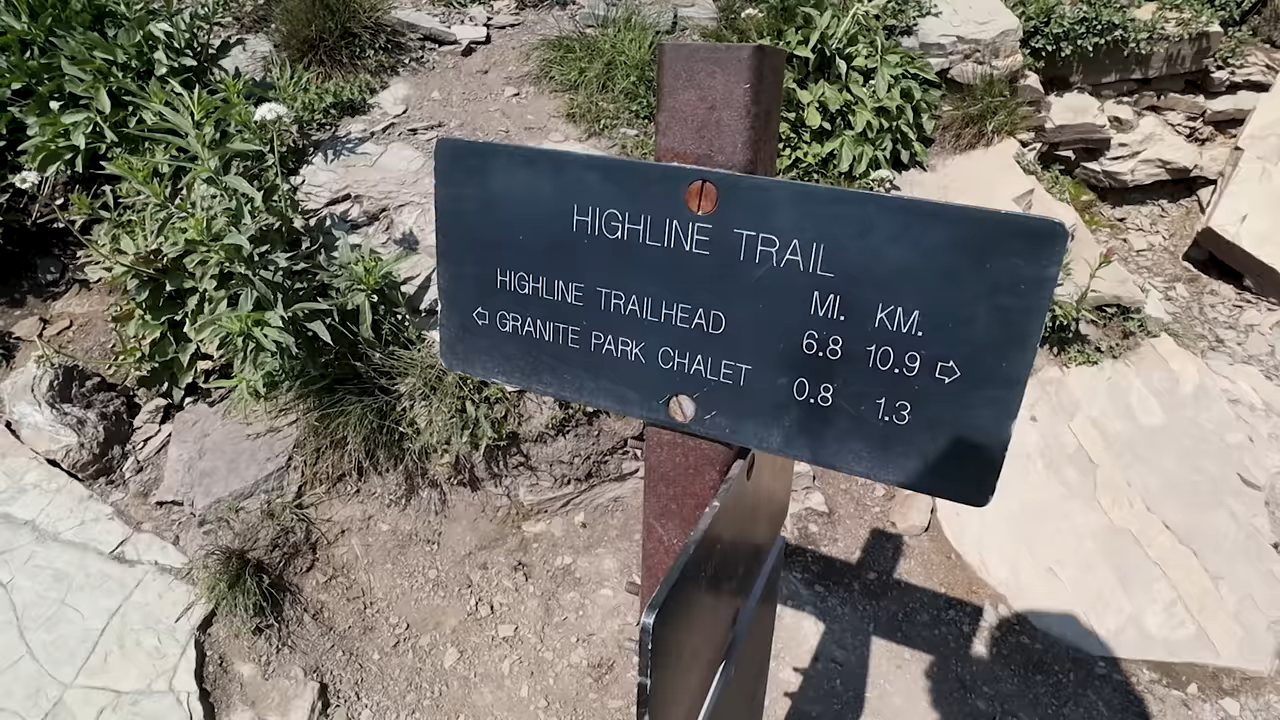 HIGHLINE TRAIL
MI. KM.
HIGHLINE TRAILHEAD 6.8 10.9 ⇨
⇦ GRANITE PARK CHALET 0.8 1.3